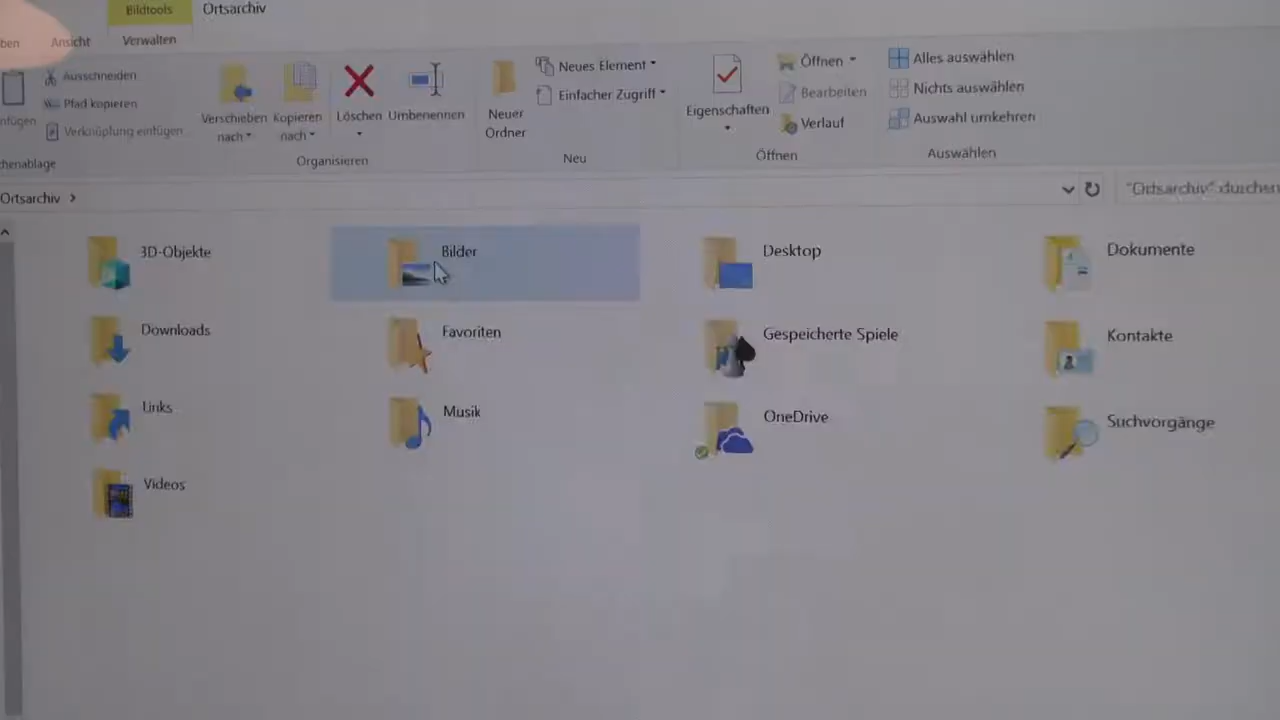 Bildtools Ortsarchiv
Ansicht Verwalten
Ausschneiden
Pfad kopieren
Verknüpfung einfügen
Verschieben nach
Kopieren nach
Löschen
Umbenennen
Organisieren
Neuer Ordner
Neues Element
Einfacher Zugriff
Neu
Eigenschaften
Öffnen
Bearbeiten
Verlauf
Öffnen
Alles auswählen
Nichts auswählen
Auswahl umkehren
Auswählen
Ortsarchiv >
"Ortsarchiv" durchen
3D-Objekte Bilder Desktop Dokumente
Downloads Favoriten Gespeicherte Spiele Kontakte
Links Musik OneDrive Suchvorgänge
Videos